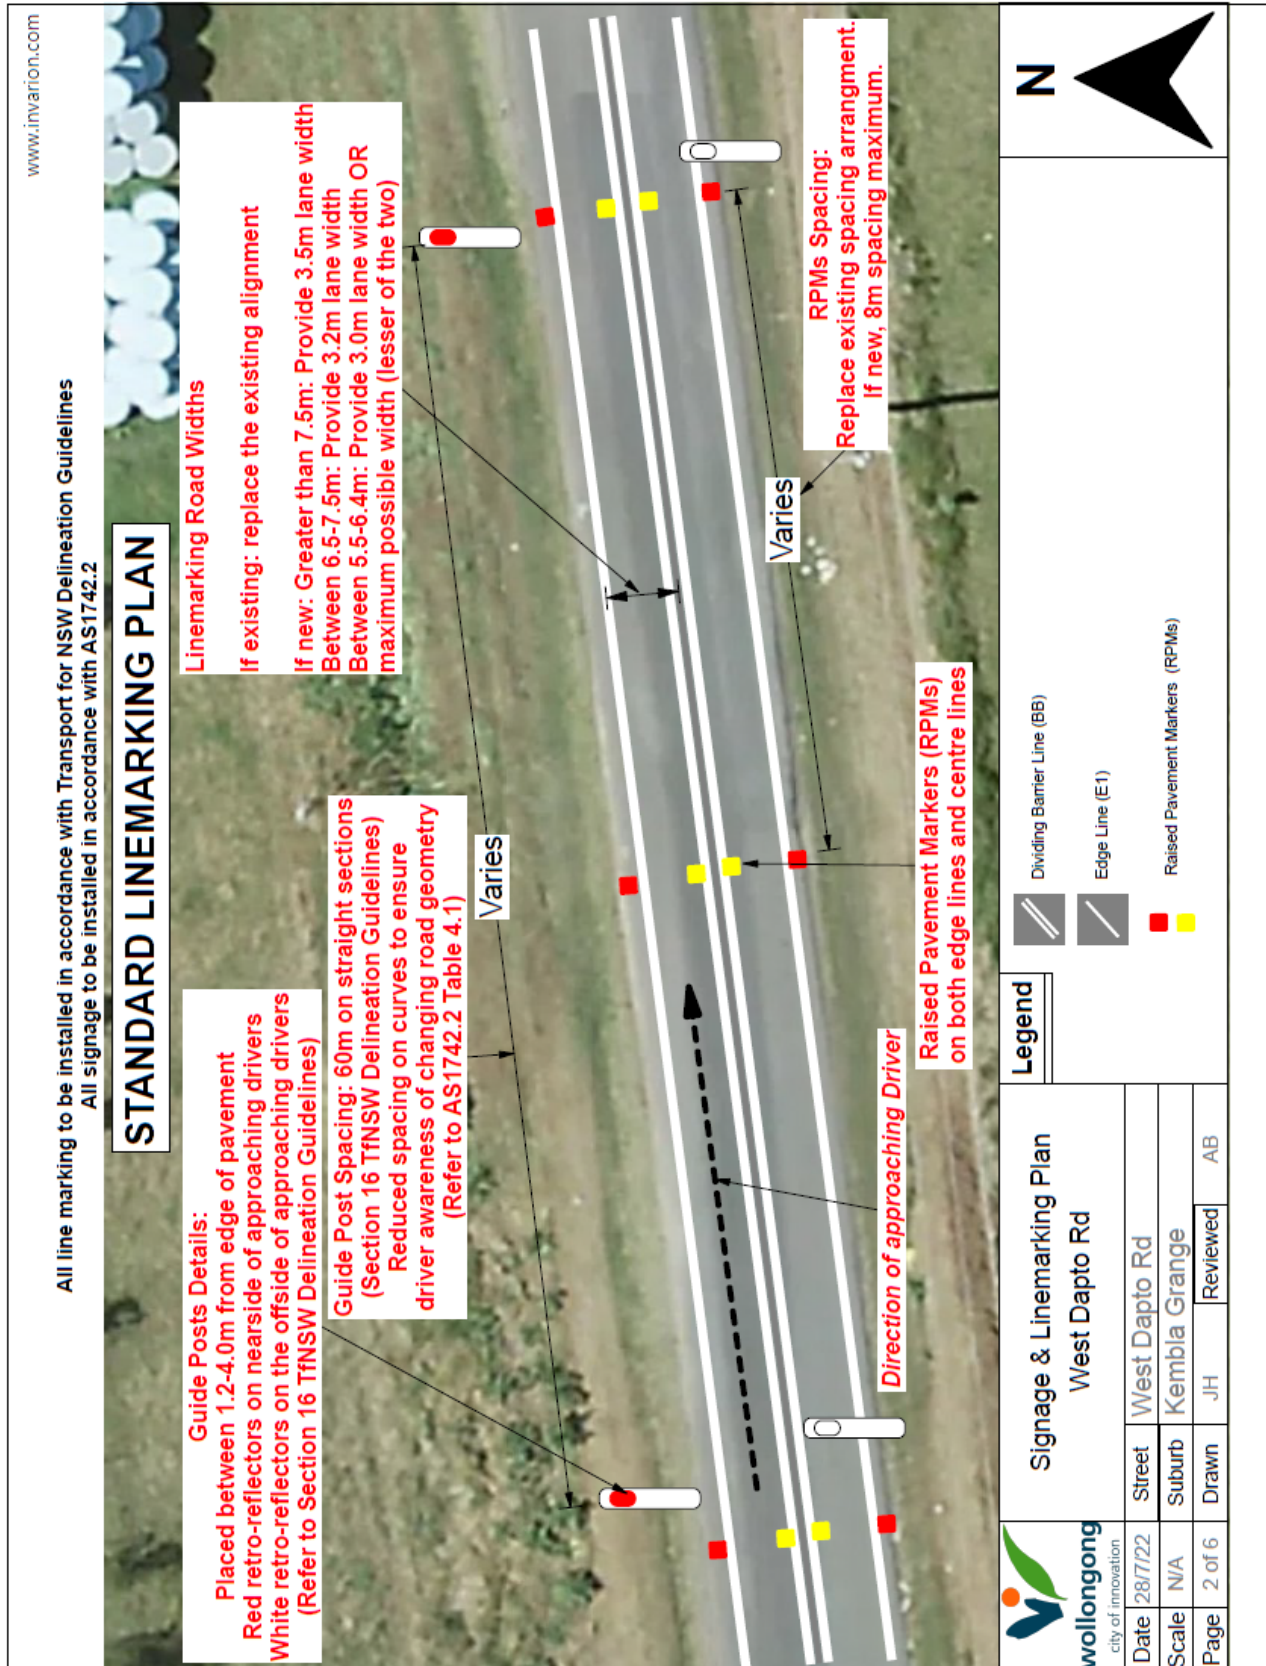 www.invarion.com
All line marking to be installed in accordance with Transport for NSW Delineation Guidelines
All signage to be installed in accordance with AS1742.2
STANDARD LINEMARKING PLAN
Guide Posts Details:
Placed between 1.2-4.0m from edge of pavement
Red retro-reflectors on nearside of approaching drivers
White retro-reflectors on the offside of approaching drivers
(Refer to Section 16 TfNSW Delineation Guidelines)
Linemarking Road Widths
If existing: replace the existing alignment
If new: Greater than 7.5m: Provide 3.5m lane width
Between 6.5-7.5m: Provide 3.2m lane width
Between 5.5-6.4m: Provide 3.0m lane width OR
maximum possible width (lesser of the two)
Guide Post Spacing: 60m on straight sections
(Section 16 TfNSW Delineation Guidelines)
Reduced spacing on curves to ensure
driver awareness of changing road geometry
(Refer to AS1742.2 Table 4.1)
Varies
Varies
RPMs Spacing:
Replace existing spacing arrangment.
If new, 8m spacing maximum.
Direction of approaching Driver
Raised Pavement Markers (RPMs)
on both edge lines and centre lines
wollongong
city of innovation
Signage & Linemarking Plan
West Dapto Rd
Date 28/7/22 Street West Dapto Rd
Scale N/A Suburb Kembla Grange
Page 2 of 6 Drawn JH Reviewed AB
Legend
Dividing Barrier Line (BB)
Edge Line (E1)
Raised Pavement Markers (RPMs)
N